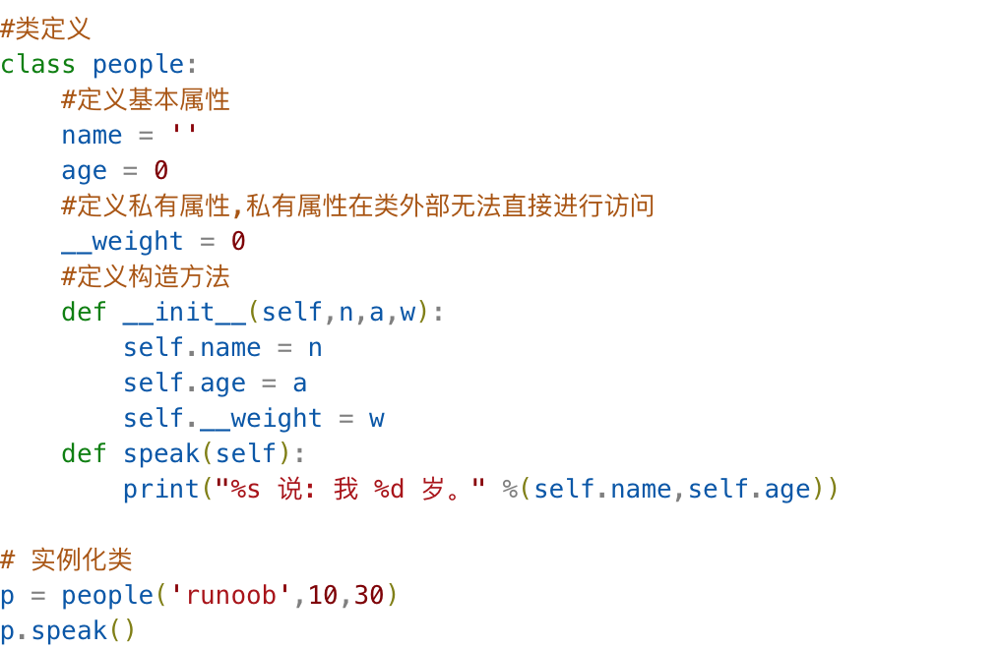 #类定义
class people:
    #定义基本属性
    name = ''
    age = 0
    #定义私有属性,私有属性在类外部无法直接进行访问
    __weight = 0
    #定义构造方法
    def __init__(self,n,a,w):
        self.name = n
        self.age = a
        self.__weight = w
    def speak(self):
        print("%s 说: 我 %d 岁。" %(self.name,self.age))

# 实例化类
p = people('runoob',10,30)
p.speak()